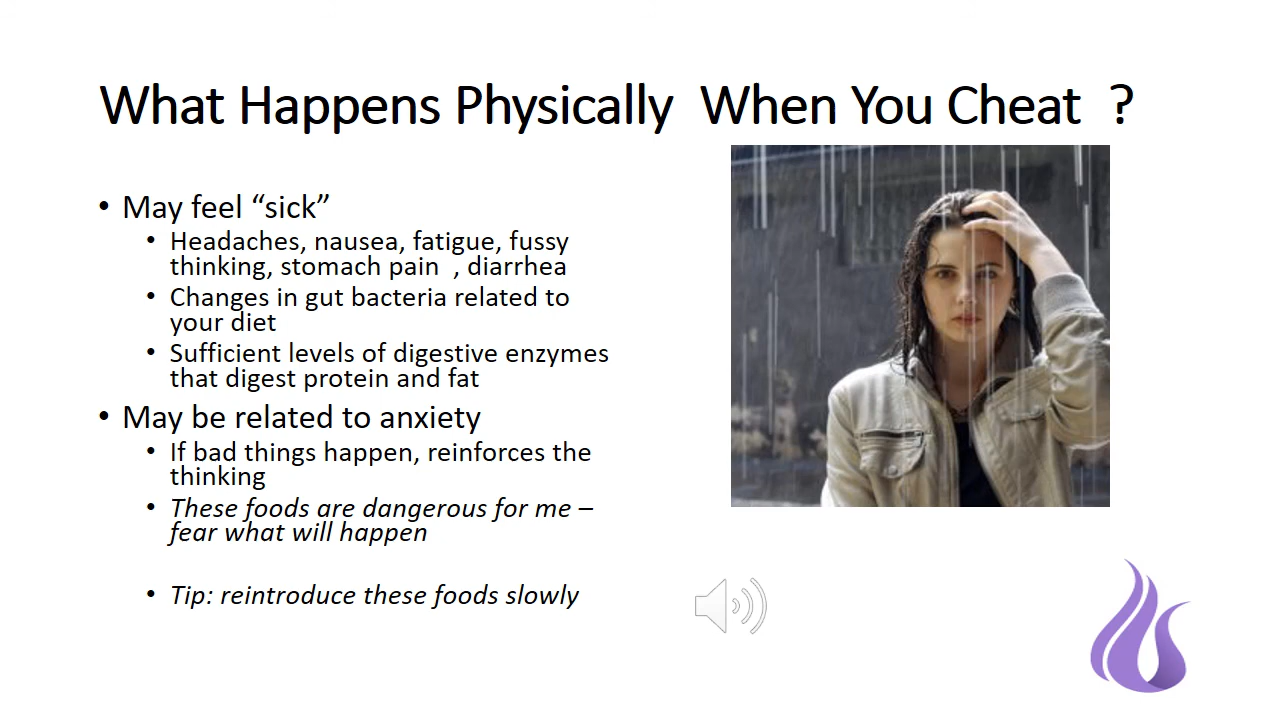 What Happens Physically When You Cheat ?
• May feel “sick”
• Headaches, nausea, fatigue, fussy
thinking, stomach pain , diarrhea
• Changes in gut bacteria related to
your diet
• Sufficient levels of digestive enzymes
that digest protein and fat
• May be related to anxiety
• If bad things happen, reinforces the
thinking
• These foods are dangerous for me –
fear what will happen
• Tip: reintroduce these foods slowly